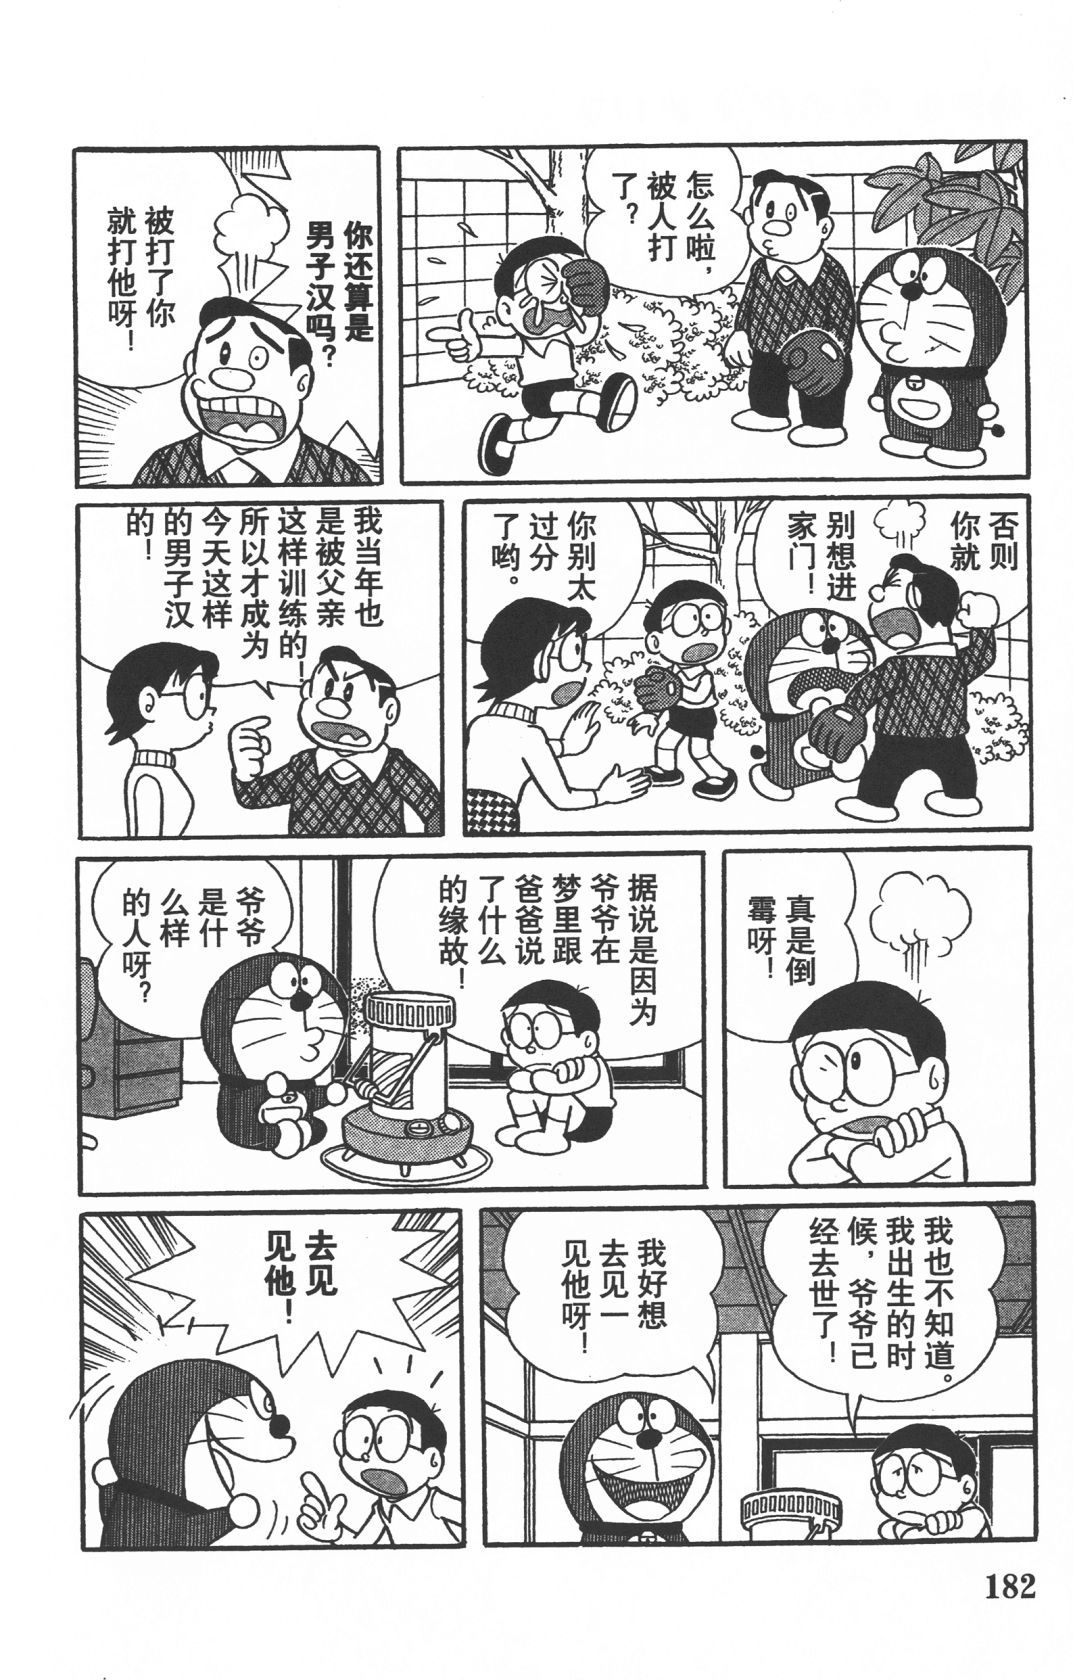 怎么啦，
被人打
了？
你还算是
男子汉吗？
被打了你
就打他呀！
否则
你就
别想进
家门！
你别太
过分
了哟。
我当年也
是被父亲
这样训练的！
所以才成为
今天这样
的男子汉
的！
真是倒
霉呀！
据说是因为
爷爷在
梦里跟
爸爸说
了什么
的缘故！
爷爷
是什
么样
的人呀？
我也不知道。
我出生的时
候，爷爷已
经去世了！
我好想
去见一
见他呀！
去见
见他！
182